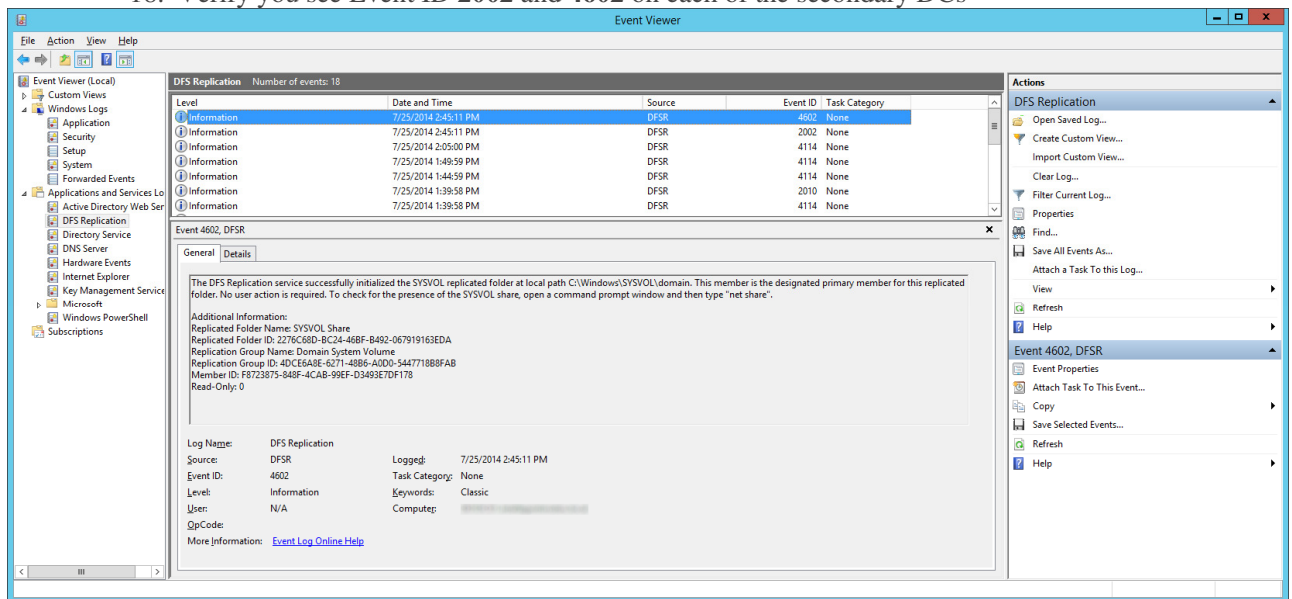 18. Verify you see Event ID 2002 and 4602 on each of the secondary DCs
Event Viewer
File Action View Help
Event Viewer (Local)
Custom Views
Windows Logs
Application
Security
Setup
System
Forwarded Events
Applications and Services Lo
Active Directory Web Ser
DFS Replication
Directory Service
DNS Server
Hardware Events
Internet Explorer
Key Management Service
Microsoft
Windows PowerShell
Subscriptions
DFS Replication Number of events: 18
Level Date and Time Source Event ID Task Category
Information 7/25/2014 2:45:11 PM DFSR 4602 None
Information 7/25/2014 2:45:11 PM DFSR 2002 None
Information 7/25/2014 2:05:00 PM DFSR 4114 None
Information 7/25/2014 1:49:59 PM DFSR 4114 None
Information 7/25/2014 1:44:59 PM DFSR 4114 None
Information 7/25/2014 1:39:58 PM DFSR 2010 None
Information 7/25/2014 1:39:58 PM DFSR 4114 None
Event 4602, DFSR
General Details
The DFS Replication service successfully initialized the SYSVOL replicated folder at local path C:\Windows\SYSVOL\domain. This member is the designated primary member for this replicated
folder. No user action is required. To check for the presence of the SYSVOL share, open a command prompt window and then type "net share".
Additional Information:
Replicated Folder Name: SYSVOL Share
Replicated Folder ID: 2276C68D-BC24-46BF-B492-067919163EDA
Replication Group Name: Domain System Volume
Replication Group ID: 4DCE6A8E-6271-48B6-A0D0-5447718B8FAB
Member ID: F8723875-848F-4CAB-99EF-D3493E7DF178
Read-Only: 0
Log Name: DFS Replication
Source: DFSR Logged: 7/25/2014 2:45:11 PM
Event ID: 4602 Task Category: None
Level: Information Keywords: Classic
User: N/A Computer:
OpCode:
More Information: Event Log Online Help
Actions
DFS Replication
Open Saved Log...
Create Custom View...
Import Custom View...
Clear Log...
Filter Current Log...
Properties
Find...
Save All Events As...
Attach a Task To this Log...
View
Refresh
Help
Event 4602, DFSR
Event Properties
Attach Task To This Event...
Copy
Save Selected Events...
Refresh
Help